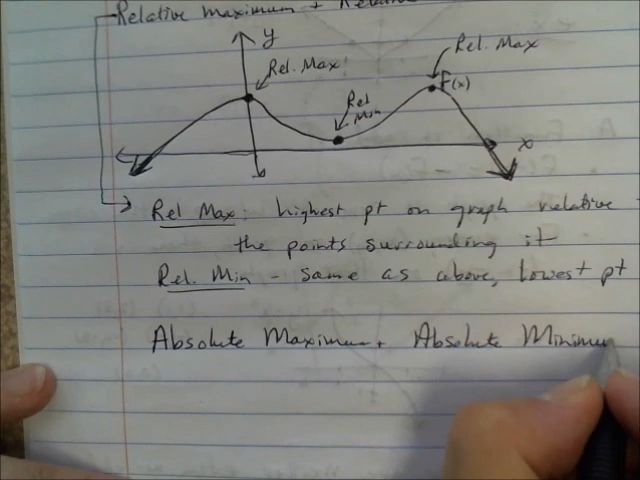 Relative Maximum + Relative
y
Rel. Max
Rel. Max
F(x)
Rel
Min
x
Rel Max: highest pt on graph relative
the points surrounding it
Rel. Min - same as above, lowest pt
Absolute Maximum + Absolute Minimum